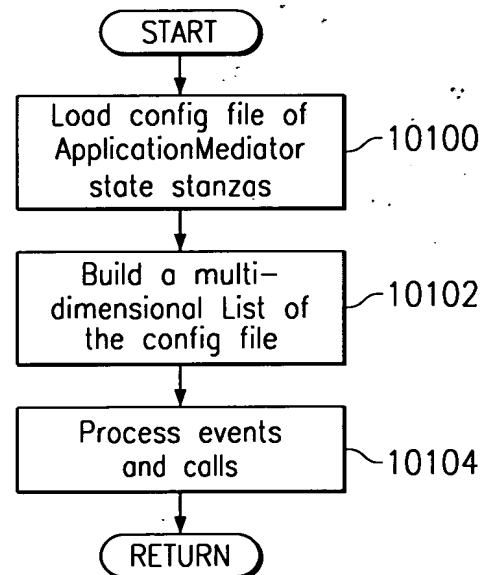 START
Load config file of
ApplicationMediator
state stanzas
10100
Build a multi-
dimensional List of
the config file
10102
Process events
and calls
10104
RETURN